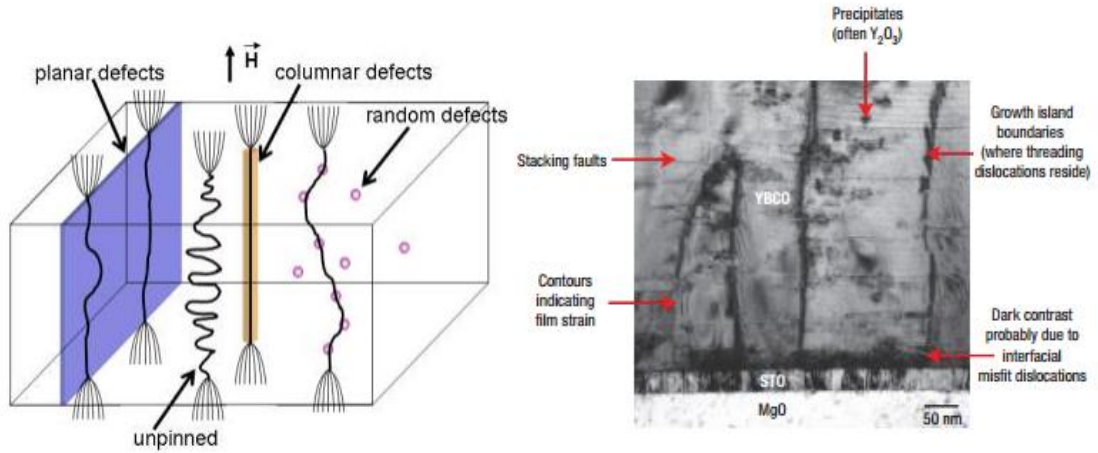 planar defects
H
columnar defects
random defects
unpinned
Precipitates
(often Y₂O₃)
Stacking faults
Growth island
boundaries
(where threading
dislocations reside)
YBCO
Contours
indicating
film strain
Dark contrast
probably due to
interfacial
misfit dislocations
STO
MgO
50 nm